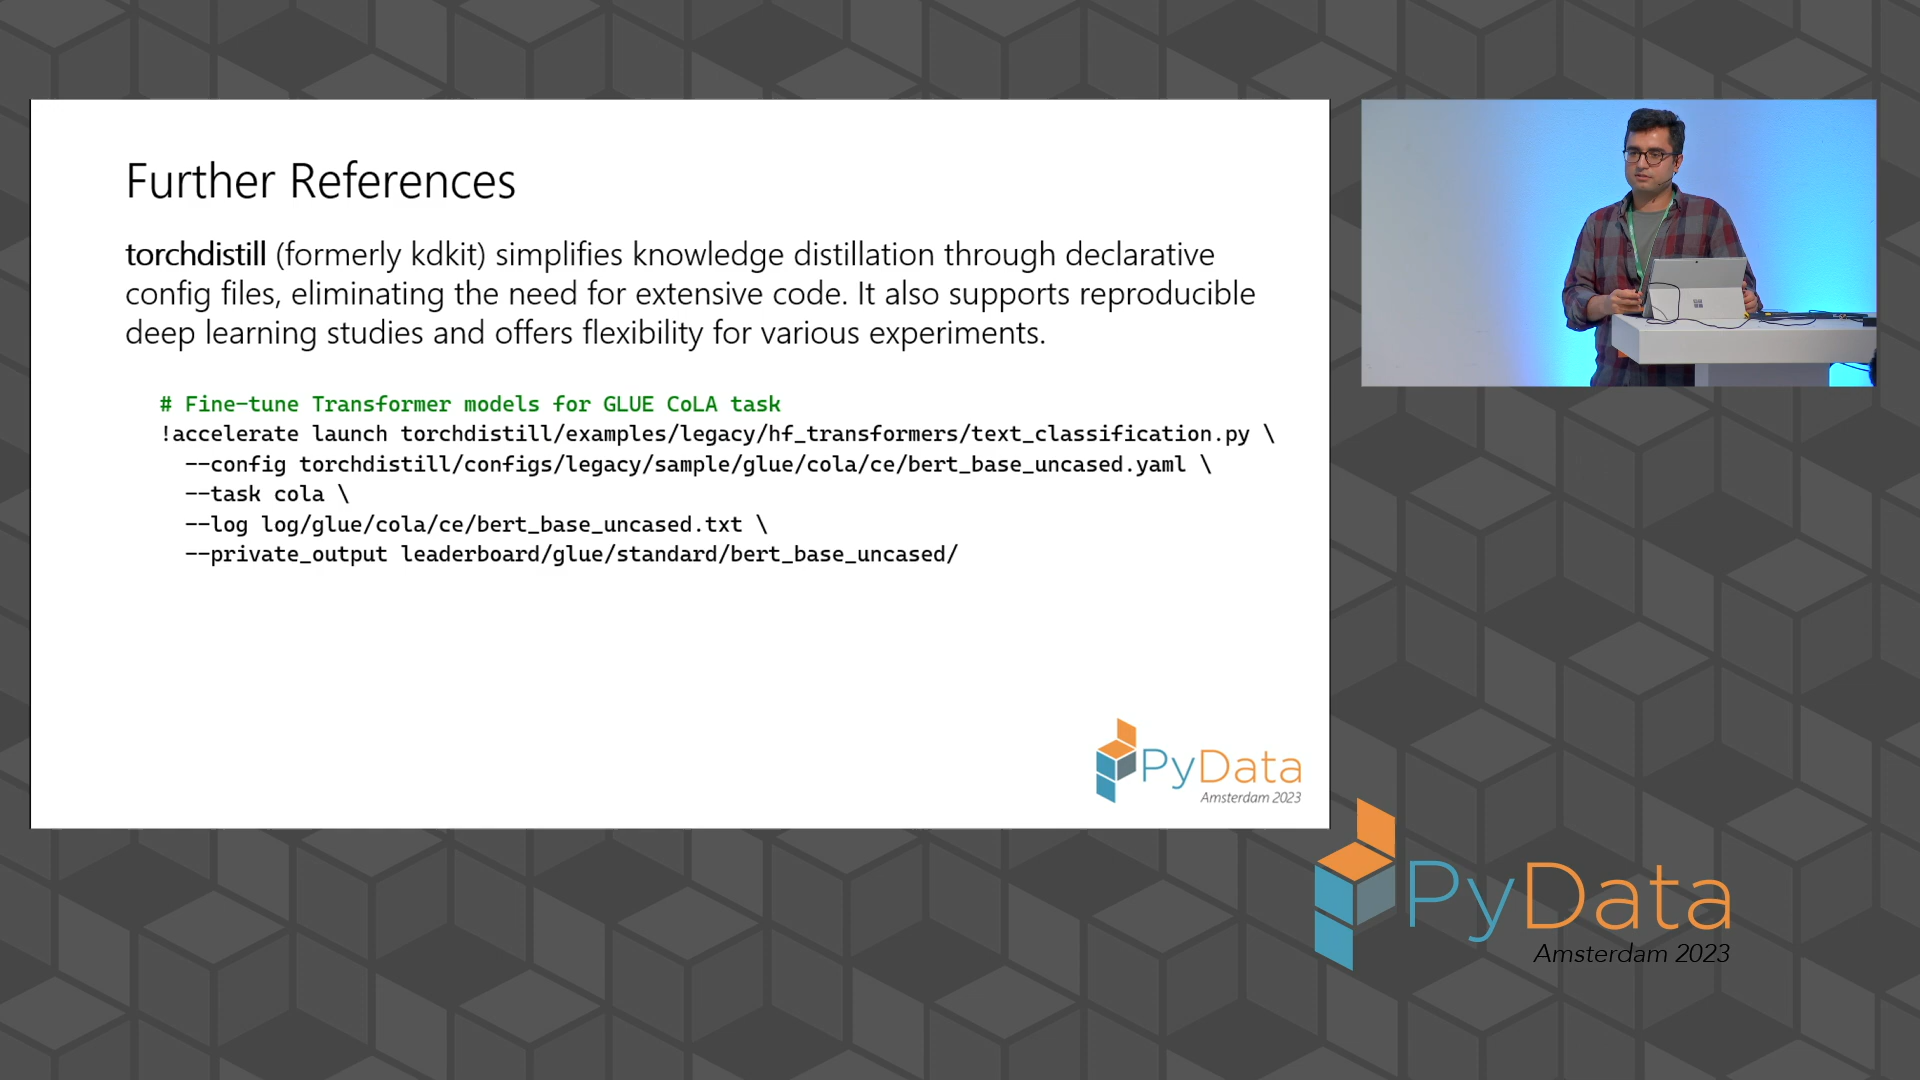 Further References
torchdistill (formerly kdkit) simplifies knowledge distillation through declarative
config files, eliminating the need for extensive code. It also supports reproducible
deep learning studies and offers flexibility for various experiments.
# Fine-tune Transformer models for GLUE CoLA task
!accelerate launch torchdistill/examples/legacy/hf_transformers/text_classification.py \
--config torchdistill/configs/legacy/sample/glue/cola/ce/bert_base_uncased.yaml \
--task cola \
--log log/glue/cola/ce/bert_base_uncased.txt \
--private_output leaderboard/glue/standard/bert_base_uncased/
PyData
Amsterdam 2023
PyData
Amsterdam 2023